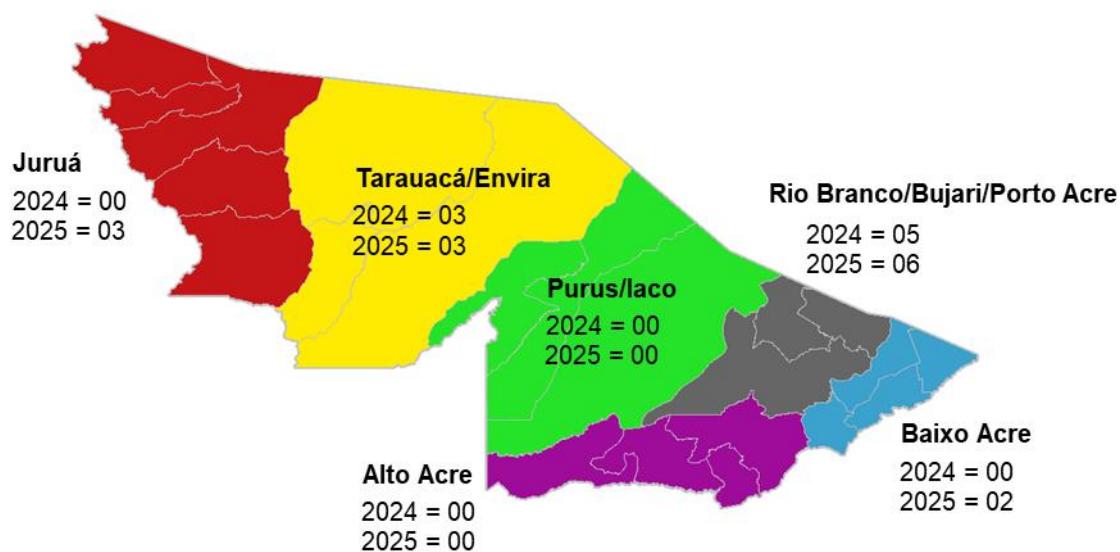 Juruá
2024 = 00
2025 = 03
Tarauacá/Envira
2024 = 03
2025 = 03
Rio Branco/Bujari/Porto Acre
2024 = 05
2025 = 06
Purus/Iaco
2024 = 00
2025 = 00
Baixo Acre
2024 = 00
2025 = 02
Alto Acre
2024 = 00
2025 = 00